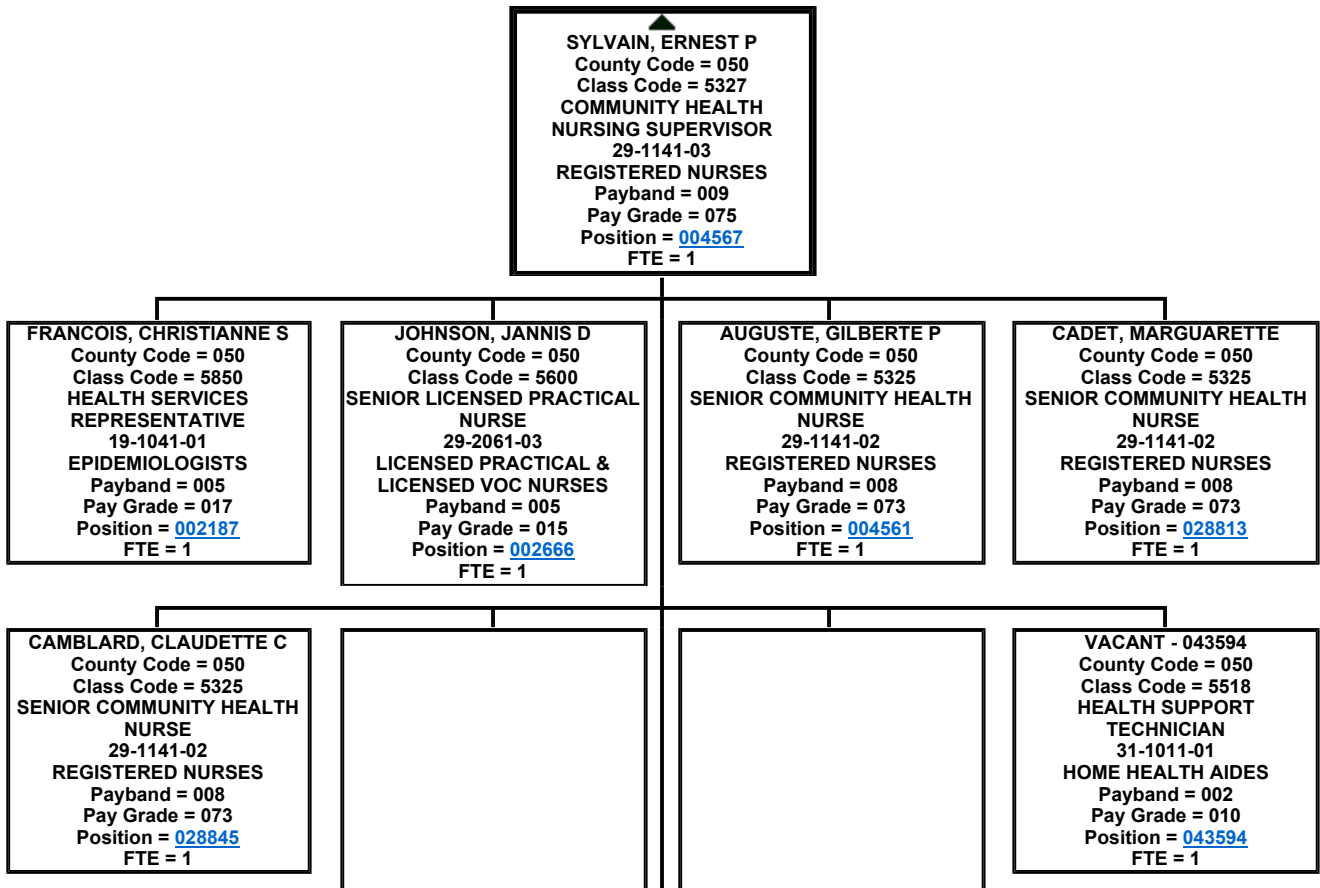 SYLVAIN, ERNEST P
County Code = 050
Class Code = 5327
COMMUNITY HEALTH
NURSING SUPERVISOR
29-1141-03
REGISTERED NURSES
Payband = 009
Pay Grade = 075
Position = 004567
FTE = 1
FRANCOIS, CHRISTIANNE S
County Code = 050
Class Code = 5850
HEALTH SERVICES
REPRESENTATIVE
19-1041-01
EPIDEMIOLOGISTS
Payband = 005
Pay Grade = 017
Position = 002187
FTE = 1
JOHNSON, JANNIS D
County Code = 050
Class Code = 5600
SENIOR LICENSED PRACTICAL
NURSE
29-2061-03
LICENSED PRACTICAL &
LICENSED VOC NURSES
Payband = 005
Pay Grade = 015
Position = 002666
FTE = 1
AUGUSTE, GILBERTE P
County Code = 050
Class Code = 5325
SENIOR COMMUNITY HEALTH
NURSE
29-1141-02
REGISTERED NURSES
Payband = 008
Pay Grade = 073
Position = 004561
FTE = 1
CADET, MARGUARETTE
County Code = 050
Class Code = 5325
SENIOR COMMUNITY HEALTH
NURSE
29-1141-02
REGISTERED NURSES
Payband = 008
Pay Grade = 073
Position = 028813
FTE = 1
CAMBLARD, CLAUDETTE C
County Code = 050
Class Code = 5325
SENIOR COMMUNITY HEALTH
NURSE
29-1141-02
REGISTERED NURSES
Payband = 008
Pay Grade = 073
Position = 028845
FTE = 1
VACANT - 043594
County Code = 050
Class Code = 5518
HEALTH SUPPORT
TECHNICIAN
31-1011-01
HOME HEALTH AIDES
Payband = 002
Pay Grade = 010
Position = 043594
FTE = 1